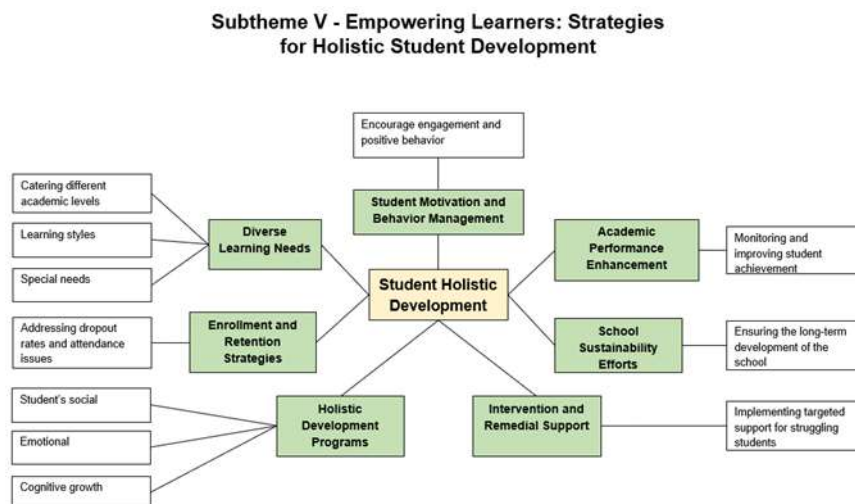 Subtheme V - Empowering Learners: Strategies
for Holistic Student Development
Encourage engagement and
positive behavior
Student Motivation and
Behavior Management
Catering different
academic levels
Learning styles
Special needs
Diverse
Learning Needs
Academic
Performance
Enhancement
Monitoring and
improving student
achievement
Student Holistic
Development
Addressing dropout
rates and attendance
issues
Enrollment and
Retention
Strategies
School
Sustainability
Efforts
Ensuring the long-term
development of the
school
Student's social
Emotional
Cognitive growth
Holistic
Development
Programs
Intervention and
Remedial Support
Implementing targeted
support for struggling
students